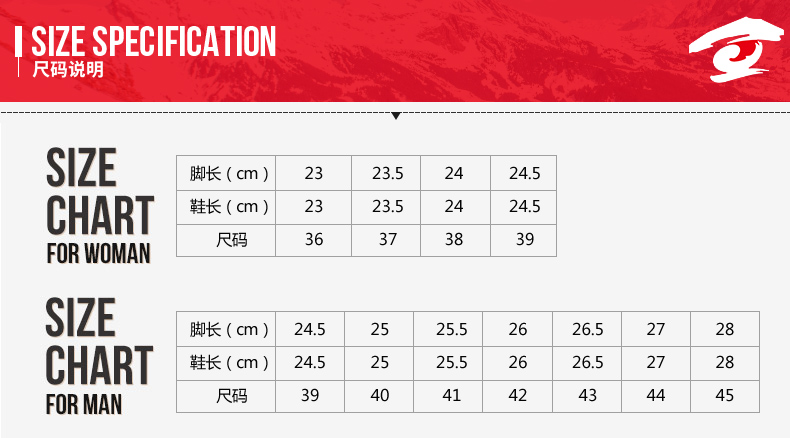 SIZE SPECIFICATION
尺码说明
SIZE
CHART
FOR WOMAN
脚长（cm） 23 23.5 24 24.5
鞋长（cm） 23 23.5 24 24.5
尺码 36 37 38 39
SIZE
CHART
FOR MAN
脚长（cm） 24.5 25 25.5 26 26.5 27 28
鞋长（cm） 24.5 25 25.5 26 26.5 27 28
尺码 39 40 41 42 43 44 45